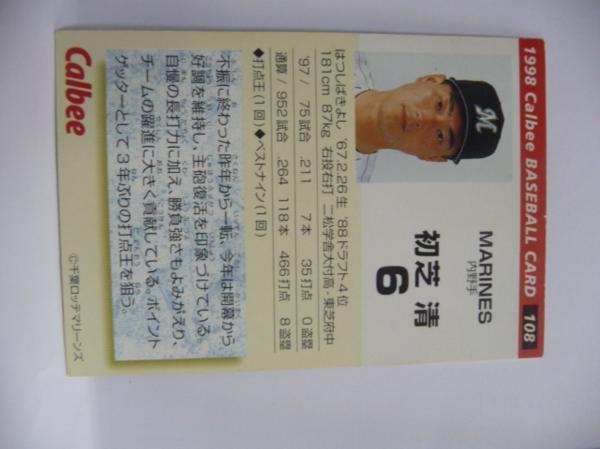 1998 Calbee BASEBALL CARD 108
M
MARINES
内野手
初芝 清
6
はつしばきよし '67.2.26生 '88ドラフト4位
181cm 87kg 右投右打 二松学舎大付高-東芝府中
'97/ 75試合 .211 7本 35打点 0盗塁
通算/952試合 .264 118本 466打点 8盗塁
◆打点王(1回)◆ベストナイン(1回)
不振に終わった昨年から一転、今年は開幕から
好調を維持し、主砲復活を印象づけている。
自慢の長打力に加え、勝負強さもよみがえり、
チームの躍進に大きく貢献している。ポイント
ゲッターとして3年ぶりの打点王を狙う。
Calbee
©千葉ロッテマリーンズ